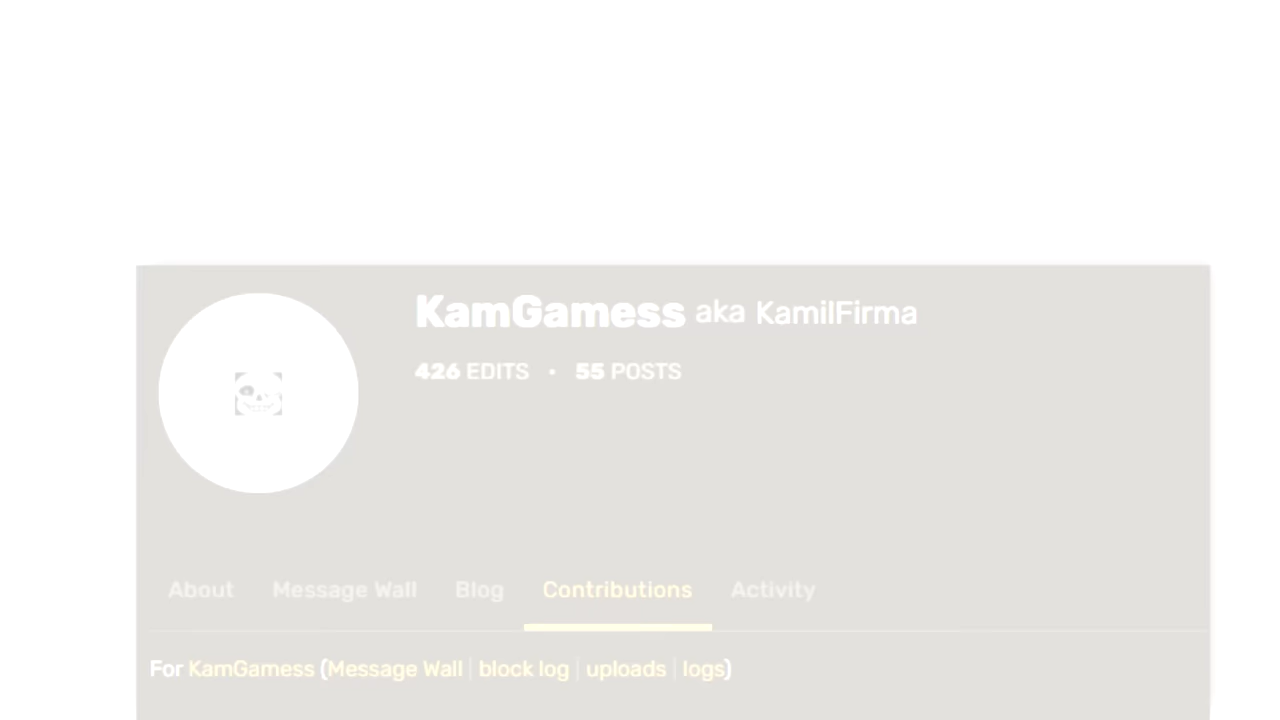 KamGamess aka KamilFirma
426 EDITS • 55 POSTS
About Message Wall Blog Contributions Activity
For KamGamess (Message Wall | block log | uploads | logs)